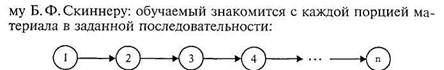 му Б. Ф. Скиннеру: обучаемый знакомится с каждой порцией ма-
териала в заданной последовательности:
1 2 3 4 ... n